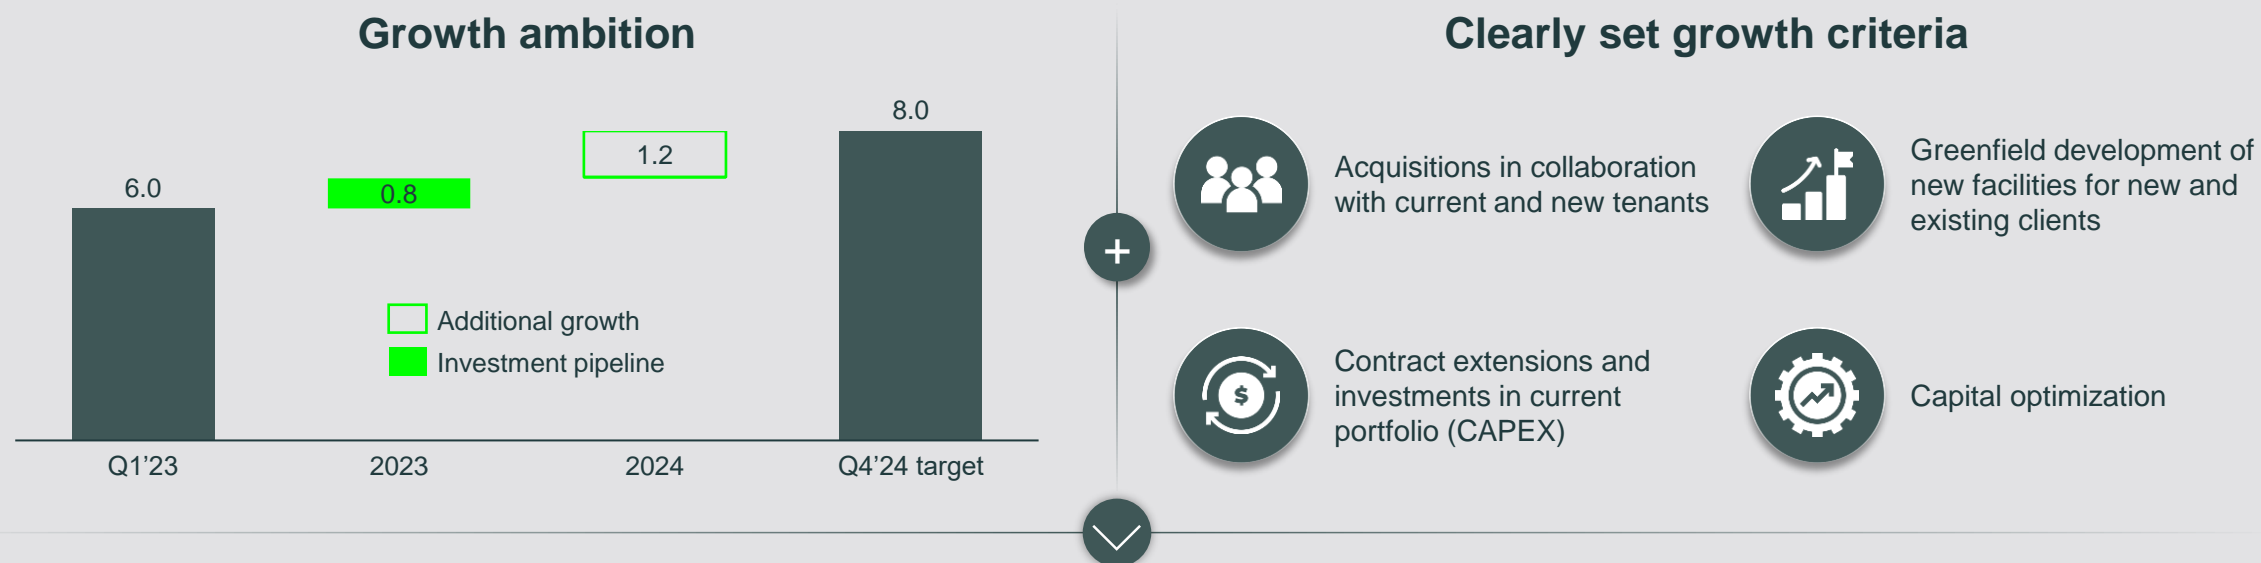 Growth ambition
8.0
1.2
6.0
0.8
Additional growth
Investment pipeline
Q1’23
2023
2024
Q4’24 target
+
Clearly set growth criteria
Acquisitions in collaboration
with current and new tenants
Greenfield development of
new facilities for new and
existing clients
$
Contract extensions and
investments in current
portfolio (CAPEX)
Capital optimization